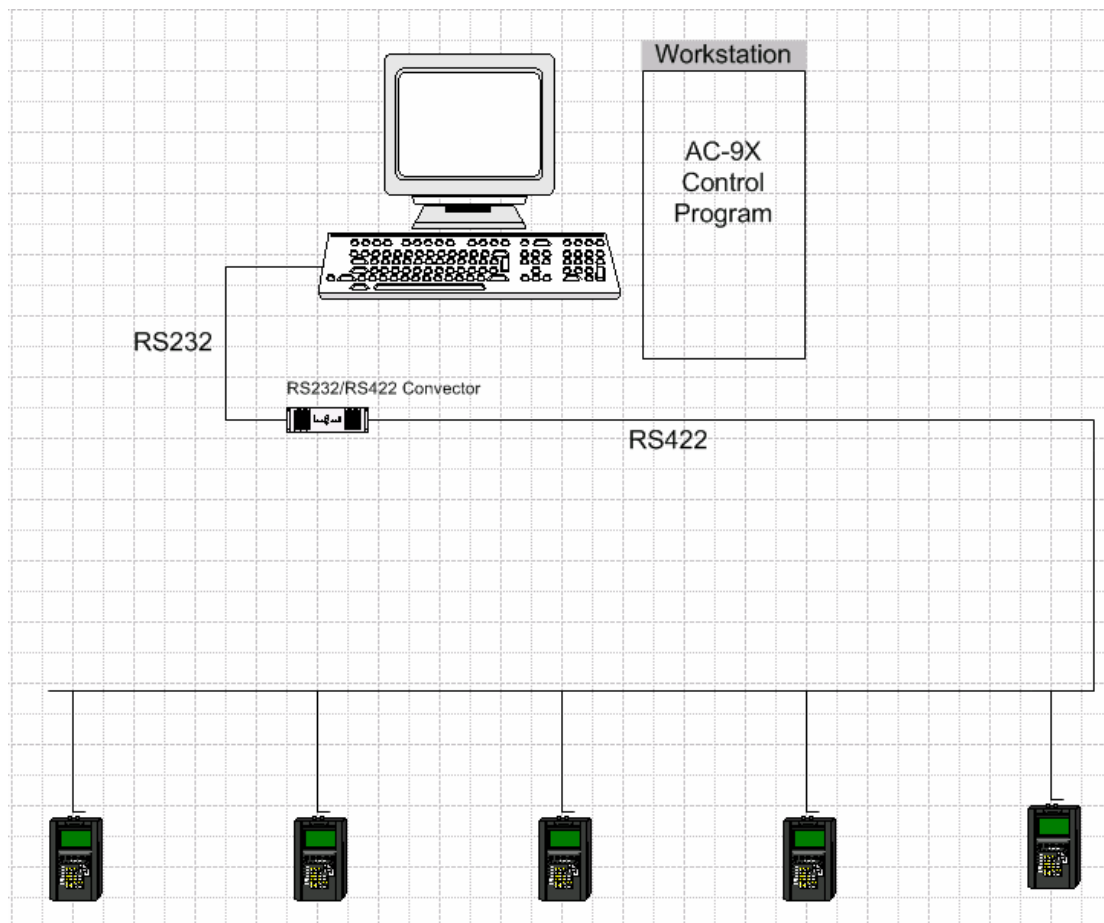 Workstation
AC-9X
Control
Program
RS232
RS232/RS422 Convector
RS422